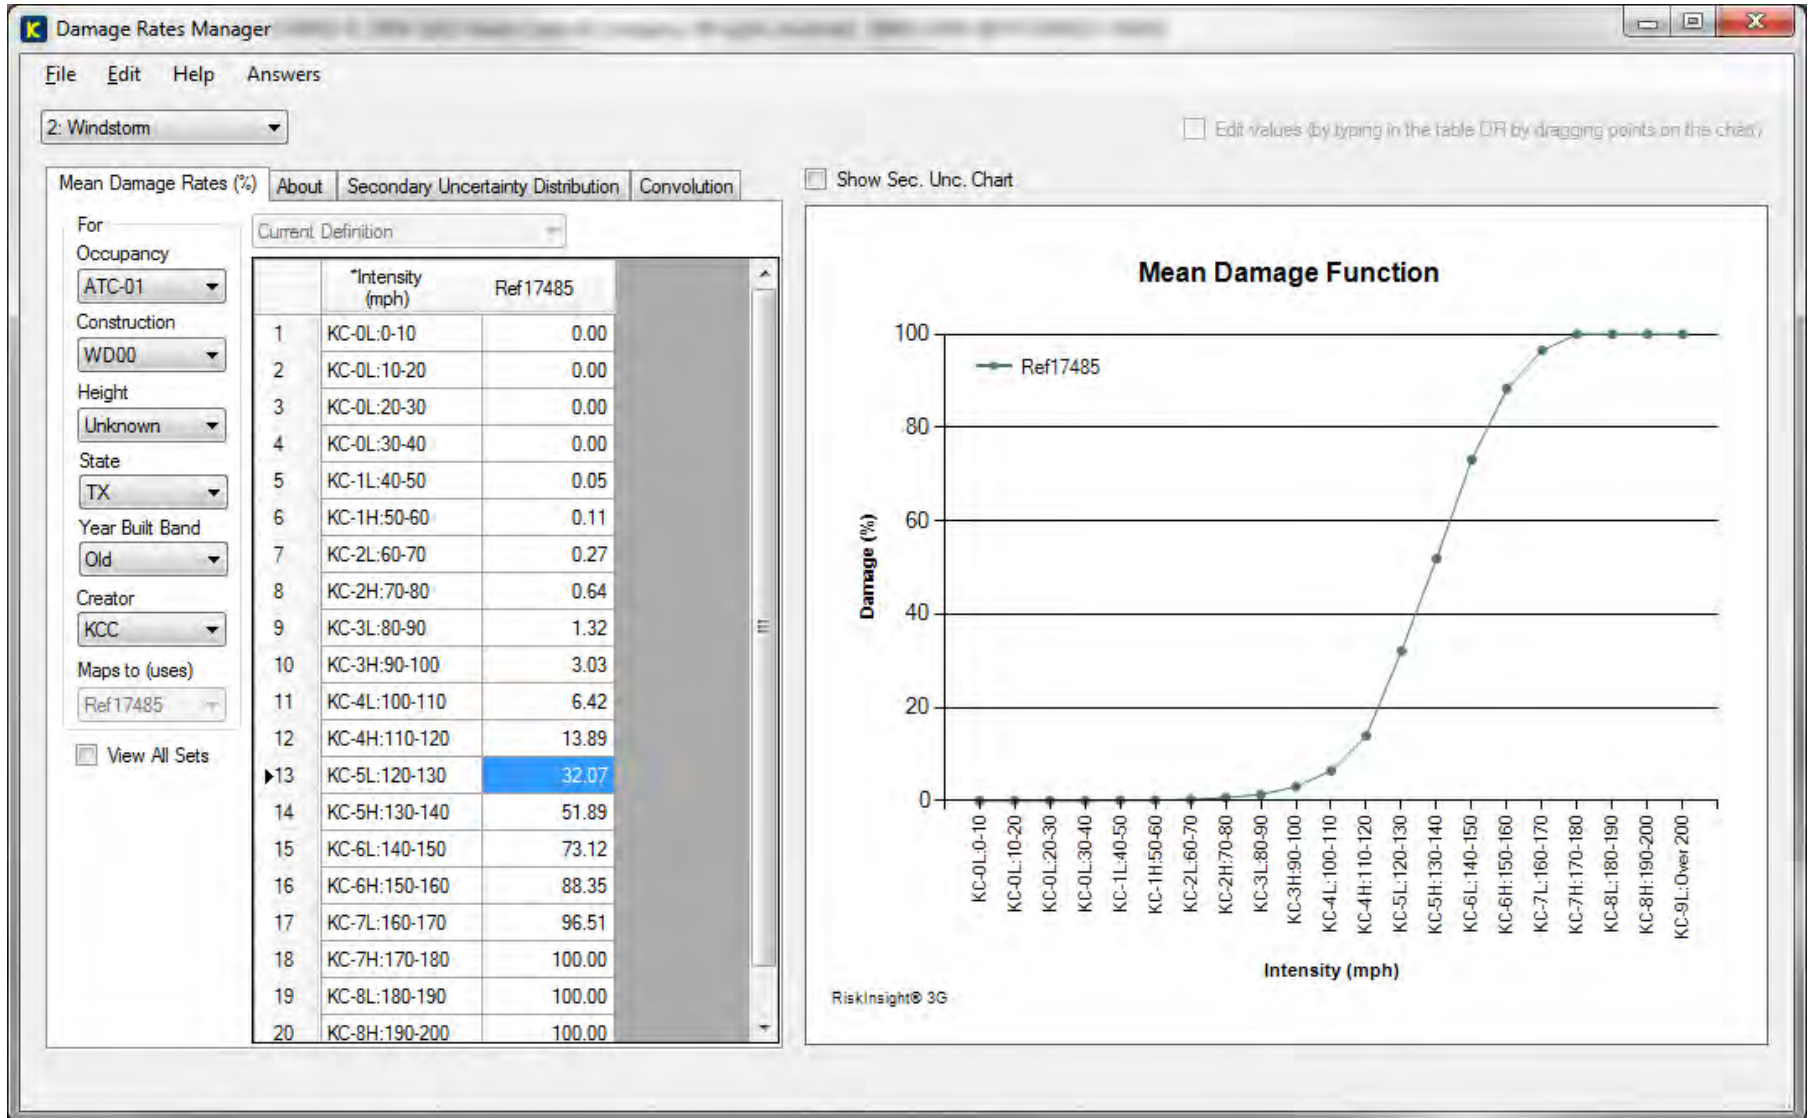 Damage Rates Manager
File Edit Help Answers
2: Windstorm
Edit values (by typing in the table OR by dragging points on the chart)
Mean Damage Rates (%) About Secondary Uncertainty Distribution Convolution
Show Sec. Unc. Chart
For
Occupancy
ATC-01
Construction
WD00
Height
Unknown
State
TX
Year Built Band
Old
Creator
KCC
Maps to (uses)
Ref17485
View All Sets
Current Definition
*Intensity
(mph) Ref17485
1 KC-0L:0-10 0.00
2 KC-0L:10-20 0.00
3 KC-0L:20-30 0.00
4 KC-0L:30-40 0.00
5 KC-1L:40-50 0.05
6 KC-1H:50-60 0.11
7 KC-2L:60-70 0.27
8 KC-2H:70-80 0.64
9 KC-3L:80-90 1.32
10 KC-3H:90-100 3.03
11 KC-4L:100-110 6.42
12 KC-4H:110-120 13.89
13 KC-5L:120-130 32.07
14 KC-5H:130-140 51.89
15 KC-6L:140-150 73.12
16 KC-6H:150-160 88.35
17 KC-7L:160-170 96.51
18 KC-7H:170-180 100.00
19 KC-8L:180-190 100.00
20 KC-8H:190-200 100.00
Mean Damage Function
Ref17485
Damage (%)
100
80
60
40
20
0
KC-0L:0-10
KC-0L:10-20
KC-0L:20-30
KC-0L:30-40
KC-1L:40-50
KC-1H:50-60
KC-2L:60-70
KC-2H:70-80
KC-3L:80-90
KC-3H:90-100
KC-4L:100-110
KC-4H:110-120
KC-5L:120-130
KC-5H:130-140
KC-6L:140-150
KC-6H:150-160
KC-7L:160-170
KC-7H:170-180
KC-8L:180-190
KC-8H:190-200
KC-9L:Over 200
Intensity (mph)
RiskInsight® 3G